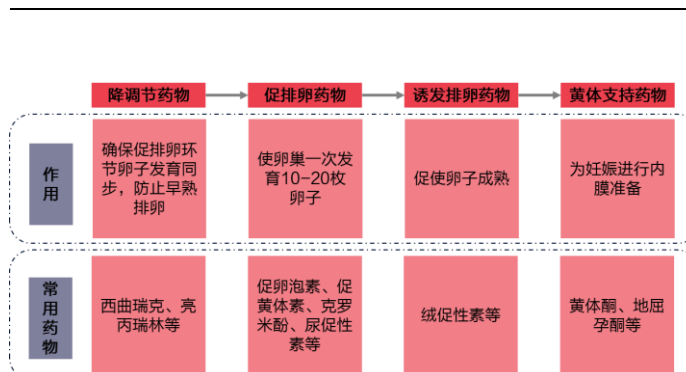 降调节药物
促排卵药物
诱发排卵药物
黄体支持药物
作
用
确保促排卵环
节卵子发育同
步，防止早熟
排卵
使卵巢一次发
育10-20枚
卵子
促使卵子成熟
为妊娠进行内
膜准备
常
用
药
物
西曲瑞克、亮
丙瑞林等
促卵泡素、促
黄体素、克罗
米酚、尿促性
素等
绒促性素等
黄体酮、地屈
孕酮等